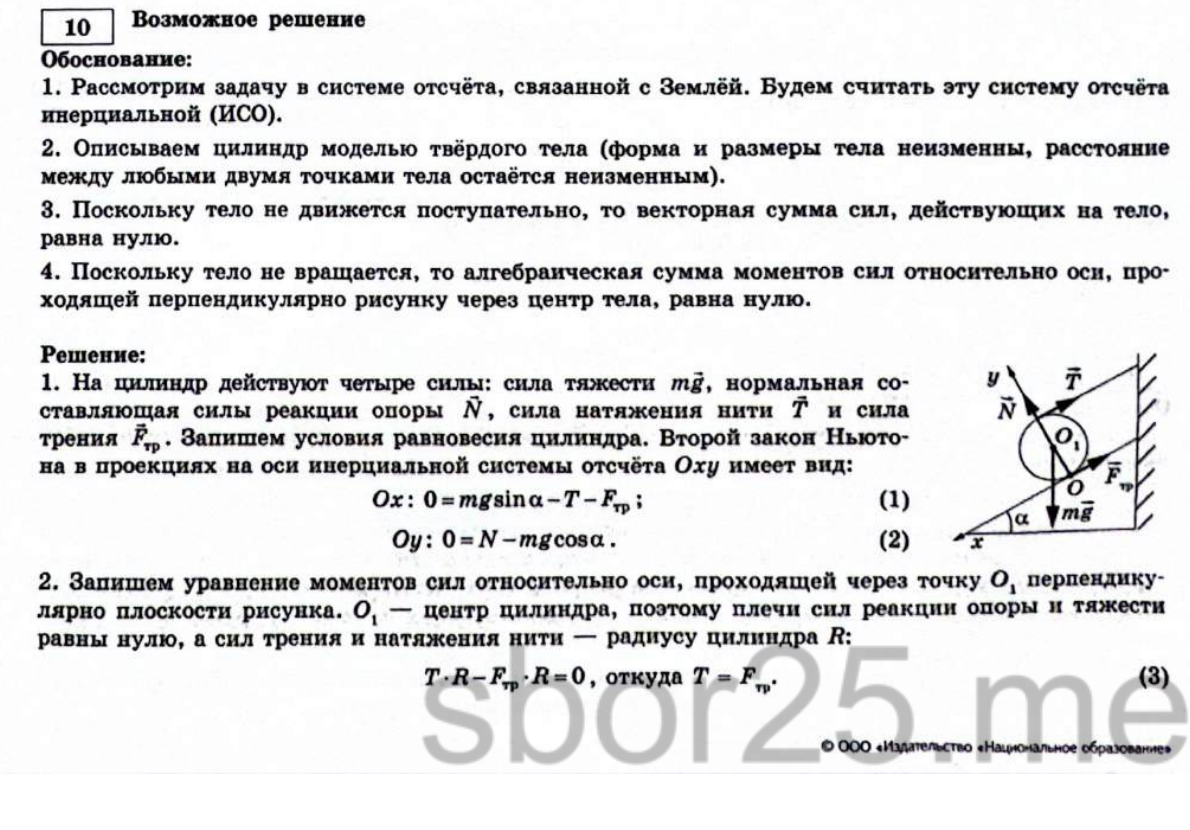 10 Возможное решение
Обоснование:
1. Рассмотрим задачу в системе отсчёта, связанной с Землёй. Будем считать эту систему отсчёта
инерциальной (ИСО).
2. Описываем цилиндр моделью твёрдого тела (форма и размеры тела неизменны, расстояние
между любыми двумя точками тела остаётся неизменным).
3. Поскольку тело не движется поступательно, то векторная сумма сил, действующих на тело,
равна нулю.
4. Поскольку тело не вращается, то алгебраическая сумма моментов сил относительно оси, про-
ходящей перпендикулярно рисунку через центр тела, равна нулю.
Решение:
1. На цилиндр действуют четыре силы: сила тяжести mg⃗, нормальная со-
ставляющая силы реакции опоры N⃗, сила натяжения нити T⃗ и сила
трения F⃗тр. Запишем условия равновесия цилиндра. Второй закон Ньюто-
на в проекциях на оси инерциальной системы отсчёта Oxy имеет вид:
Ox: 0=mgsinα−T−Fтр; (1)
Oy: 0=N−mgcosα. (2)
y
T⃗
N⃗
O₁
F⃗тр
O
α
mg⃗
x
2. Запишем уравнение моментов сил относительно оси, проходящей через точку O₁ перпендику-
лярно плоскости рисунка. O₁ — центр цилиндра, поэтому плечи сил реакции опоры и тяжести
равны нулю, а сил трения и натяжения нити — радиусу цилиндра R:
T·R−Fтр·R=0, откуда T = Fтр. (3)
sbor25.me
© ООО «Издательство «Национальное образование»